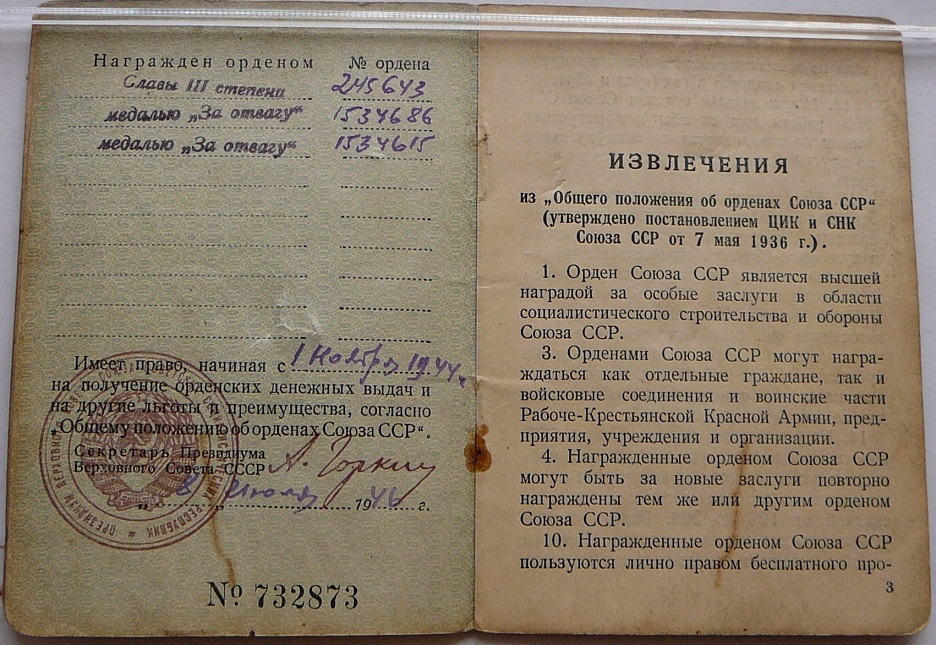 Награжден орденом № ордена
Славы III степени 245643
медалью „За отвагу“ 1534686
медалью „За отвагу“ 1534615
Имеет право, начиная с 1 Ноября 1944 г.
на получение орденских денежных выдач и
на другие льготы и преимущества, согласно
„Общему положению об орденах Союза ССР“.
Секретарь Президиума
Верховного Совета СССР А. Горкин
„8“ Июля 1946 г.
№ 732873
ИЗВЛЕЧЕНИЯ
из „Общего положения об орденах Союза ССР“
(утверждено постановлением ЦИК и СНК
Союза ССР от 7 мая 1936 г.).
1. Орден Союза ССР является высшей
наградой за особые заслуги в области
социалистического строительства и обороны
Союза ССР.
3. Орденами Союза ССР могут награ-
ждаться как отдельные граждане, так и
войсковые соединения и воинские части
Рабоче-Крестьянской Красной Армии, пред-
приятия, учреждения и организации.
4. Награжденные орденом Союза ССР
могут быть за новые заслуги повторно
награждены тем же или другим орденом
Союза ССР.
10. Награжденные орденом Союза ССР
пользуются лично правом бесплатного про-
3